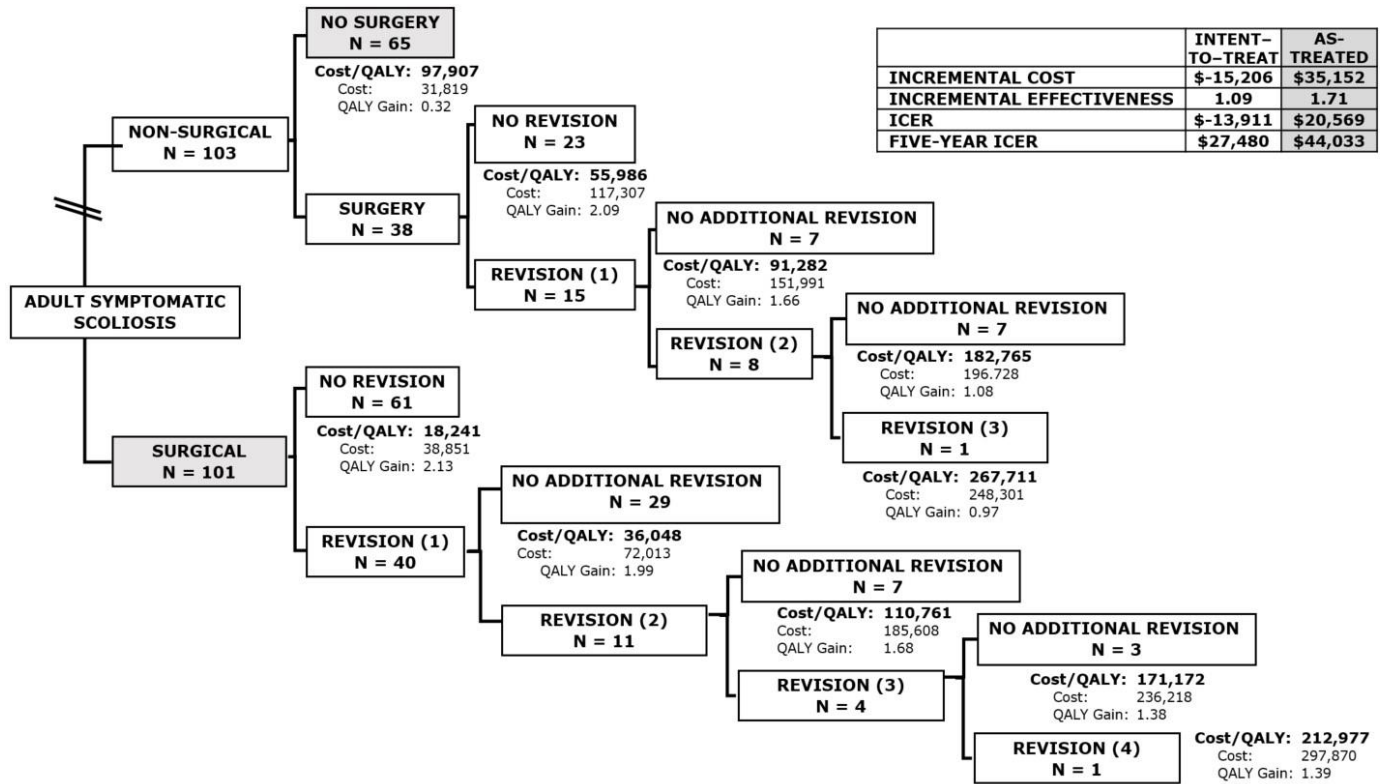 NO SURGERY
N = 65
Cost/QALY: 97,907
Cost: 31,819
QALY Gain: 0.32
INTENT–TO–TREAT AS-TREATED
INCREMENTAL COST $-15,206 $35,152
INCREMENTAL EFFECTIVENESS 1.09 1.71
ICER $-13,911 $20,569
FIVE-YEAR ICER $27,480 $44,033
NON-SURGICAL
N = 103
NO REVISION
N = 23
Cost/QALY: 55,986
Cost: 117,307
QALY Gain: 2.09
SURGERY
N = 38
NO ADDITIONAL REVISION
N = 7
Cost/QALY: 91,282
Cost: 151,991
QALY Gain: 1.66
REVISION (1)
N = 15
ADULT SYMPTOMATIC
SCOLIOSIS
NO ADDITIONAL REVISION
N = 7
Cost/QALY: 182,765
Cost: 196.728
QALY Gain: 1.08
REVISION (2)
N = 8
REVISION (3)
N = 1
Cost/QALY: 267,711
Cost: 248,301
QALY Gain: 0.97
NO REVISION
N = 61
Cost/QALY: 18,241
Cost: 38,851
QALY Gain: 2.13
SURGICAL
N = 101
NO ADDITIONAL REVISION
N = 29
Cost/QALY: 36,048
Cost: 72,013
QALY Gain: 1.99
REVISION (1)
N = 40
NO ADDITIONAL REVISION
N = 7
Cost/QALY: 110,761
Cost: 185,608
QALY Gain: 1.68
REVISION (2)
N = 11
NO ADDITIONAL REVISION
N = 3
Cost/QALY: 171,172
Cost: 236,218
QALY Gain: 1.38
REVISION (3)
N = 4
REVISION (4)
N = 1
Cost/QALY: 212,977
Cost: 297,870
QALY Gain: 1.39